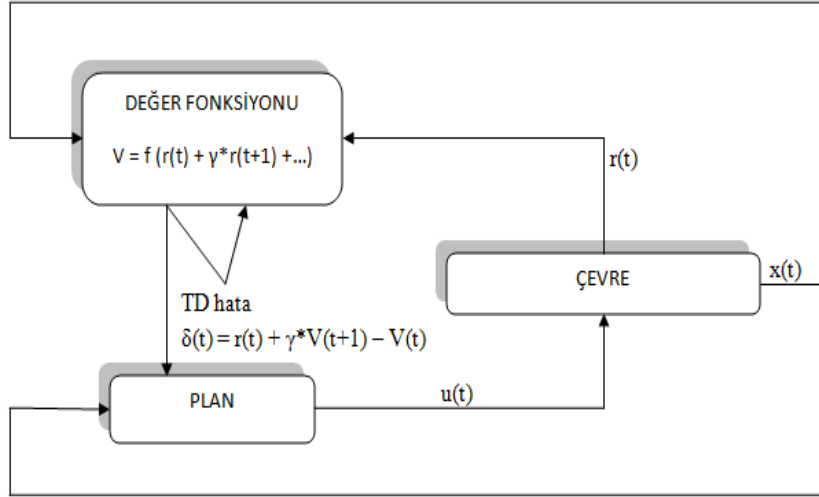 DEĞER FONKSİYONU
V = f (r(t) + γ*r(t+1) +...)
r(t)
ÇEVRE
x(t)
TD hata
δ(t) = r(t) + γ*V(t+1) – V(t)
PLAN
u(t)